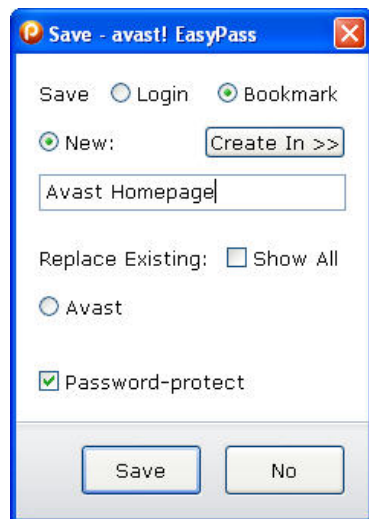 Save - avast! EasyPass
Save Login Bookmark
New: Create In >>
Avast Homepage
Replace Existing: Show All
Avast
Password-protect
Save No